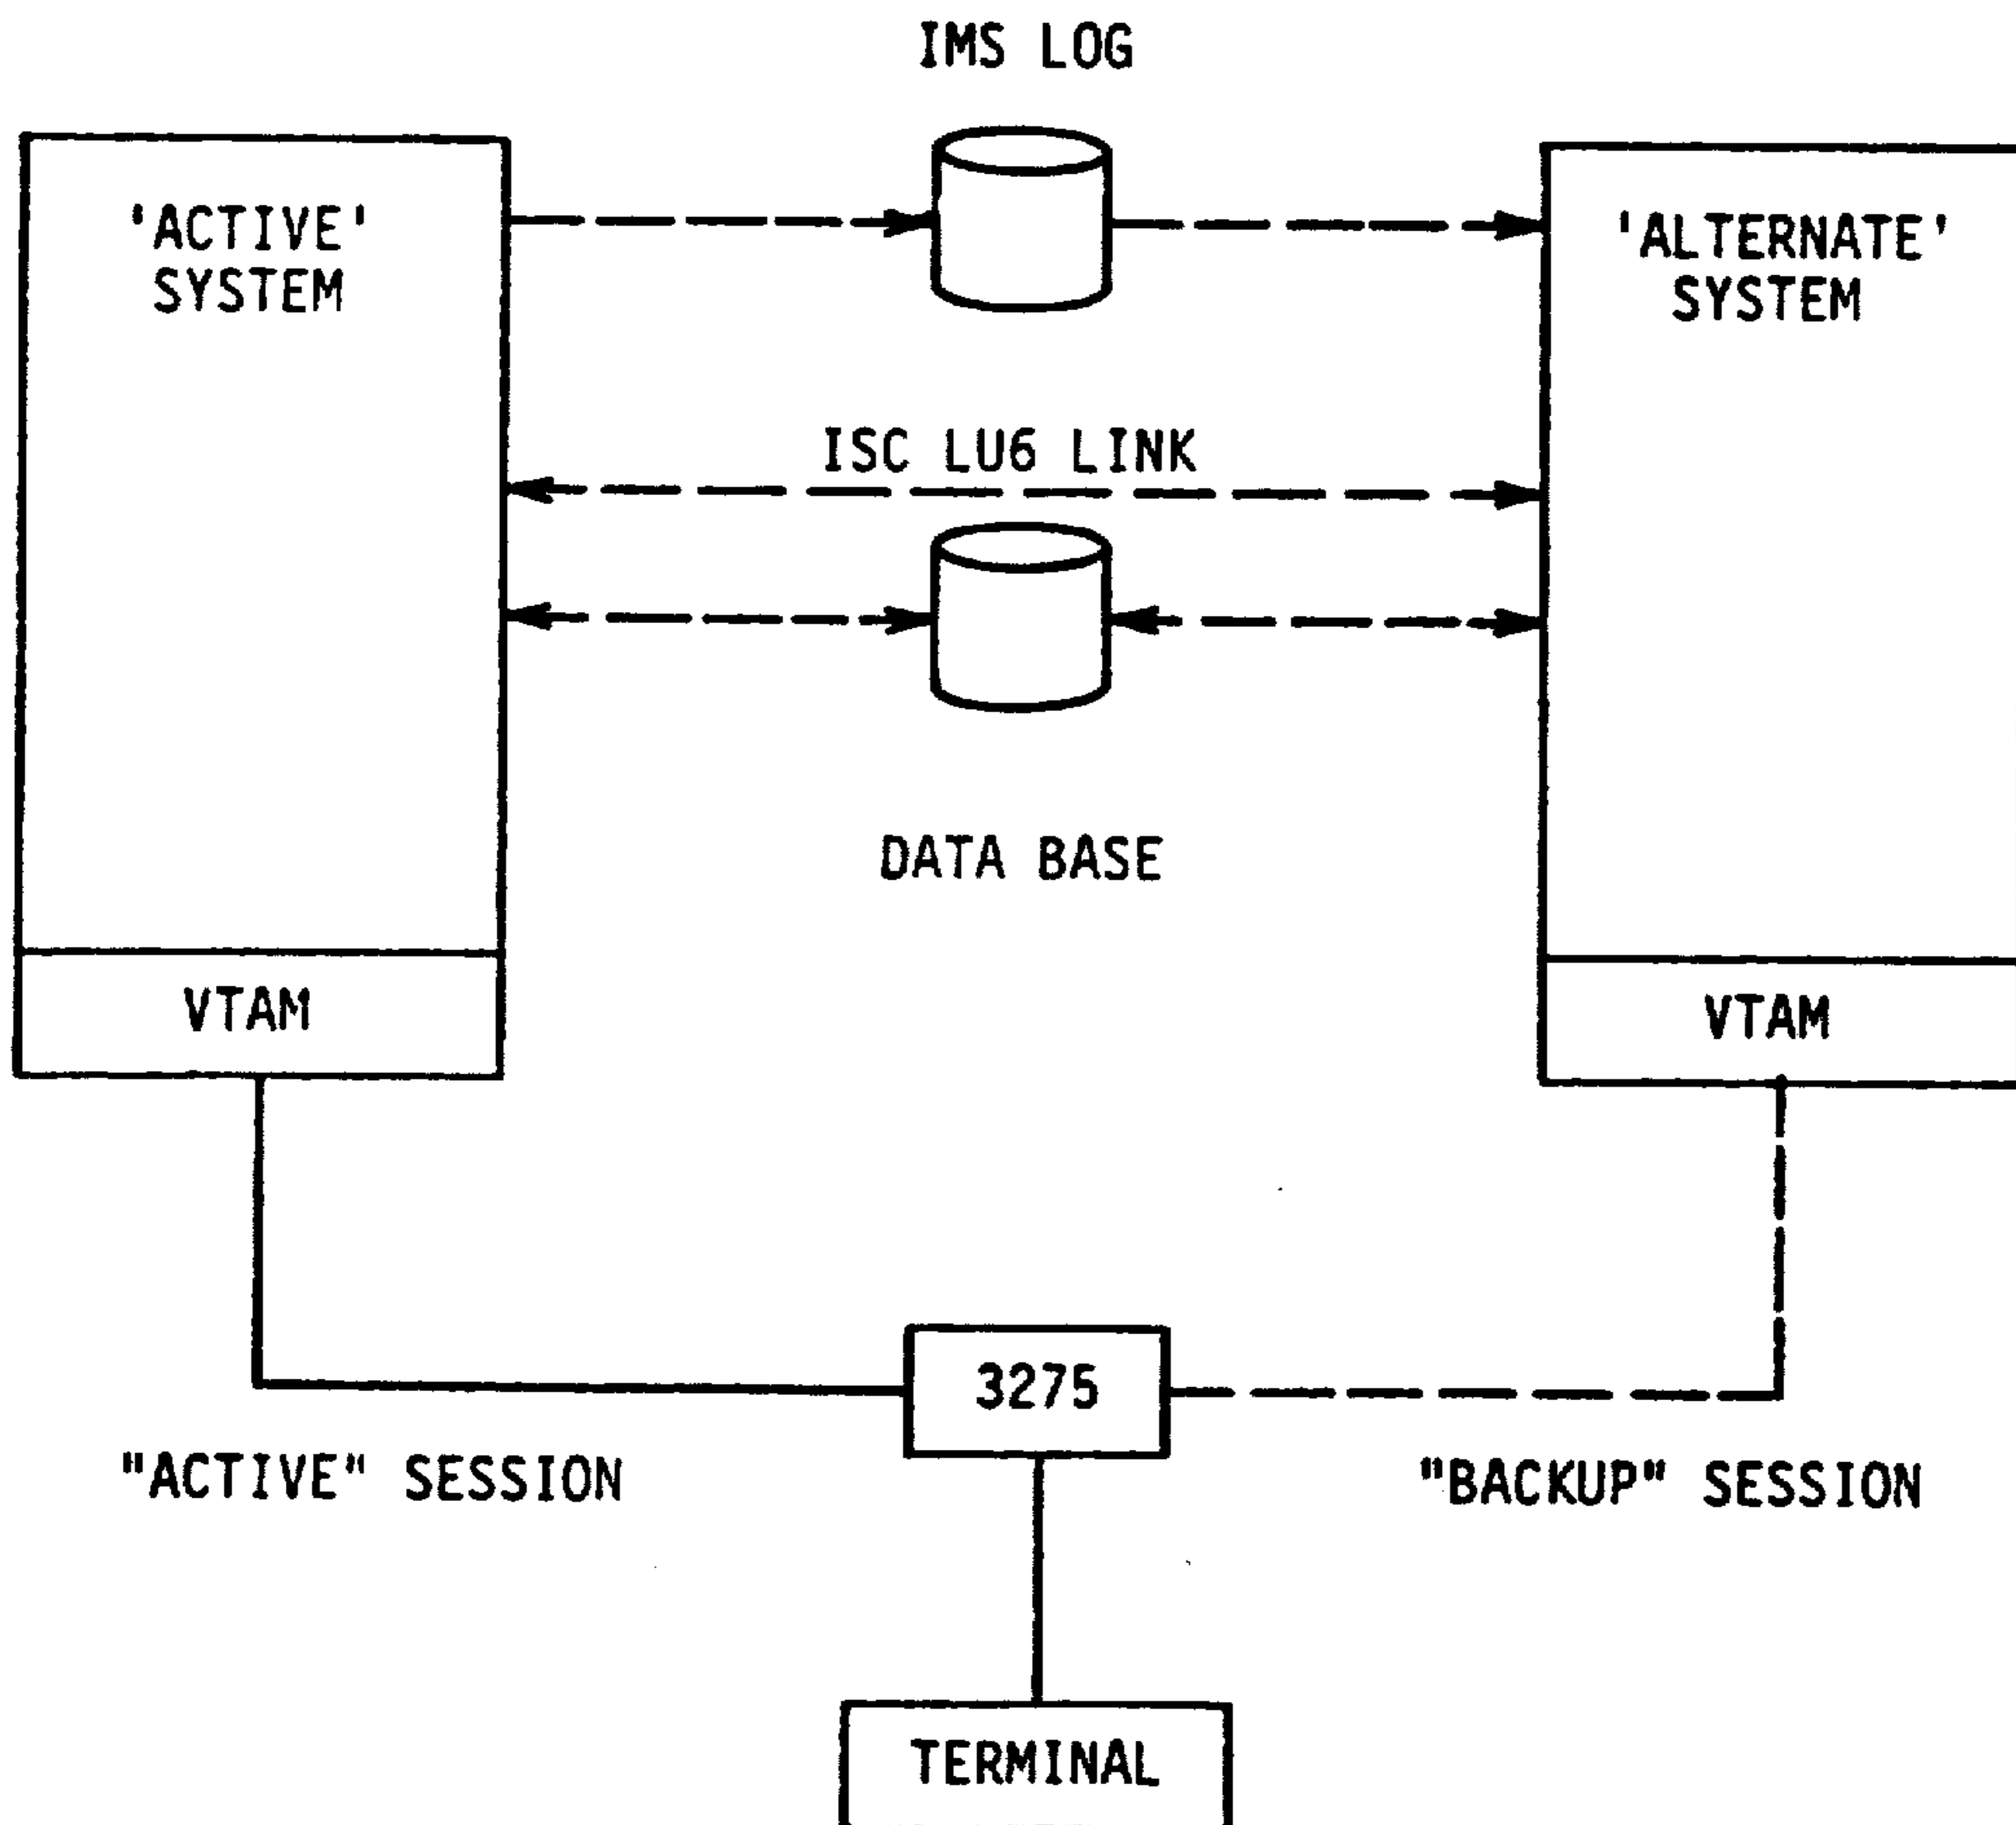 IMS LOG
'ACTIVE'
SYSTEM
'ALTERNATE'
SYSTEM
ISC LU6 LINK
DATA BASE
VTAM
VTAM
3275
"ACTIVE" SESSION
"BACKUP" SESSION
TERMINAL